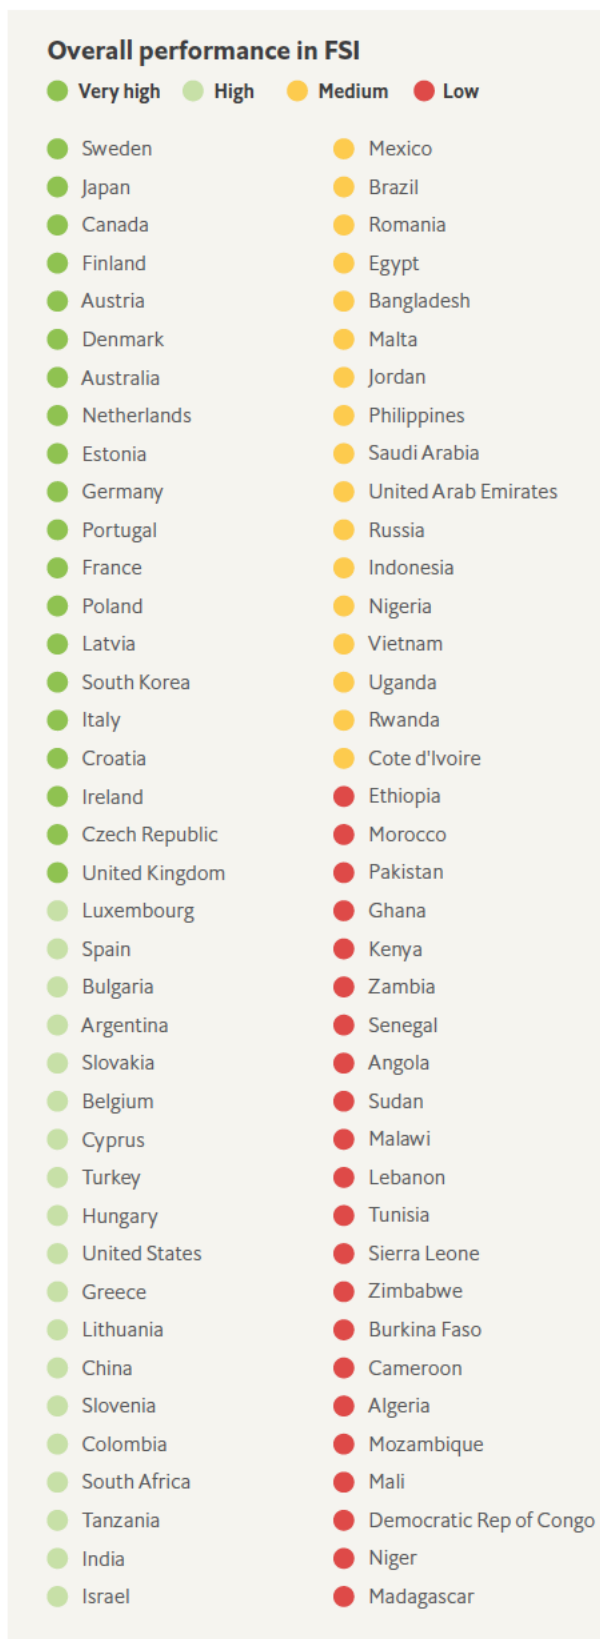 Overall performance in FSI
Very high High Medium Low
Sweden
Japan
Canada
Finland
Austria
Denmark
Australia
Netherlands
Estonia
Germany
Portugal
France
Poland
Latvia
South Korea
Italy
Croatia
Ireland
Czech Republic
United Kingdom
Luxembourg
Spain
Bulgaria
Argentina
Slovakia
Belgium
Cyprus
Turkey
Hungary
United States
Greece
Lithuania
China
Slovenia
Colombia
South Africa
Tanzania
India
Israel
Mexico
Brazil
Romania
Egypt
Bangladesh
Malta
Jordan
Philippines
Saudi Arabia
United Arab Emirates
Russia
Indonesia
Nigeria
Vietnam
Uganda
Rwanda
Cote d'Ivoire
Ethiopia
Morocco
Pakistan
Ghana
Kenya
Zambia
Senegal
Angola
Sudan
Malawi
Lebanon
Tunisia
Sierra Leone
Zimbabwe
Burkina Faso
Cameroon
Algeria
Mozambique
Mali
Democratic Rep of Congo
Niger
Madagascar